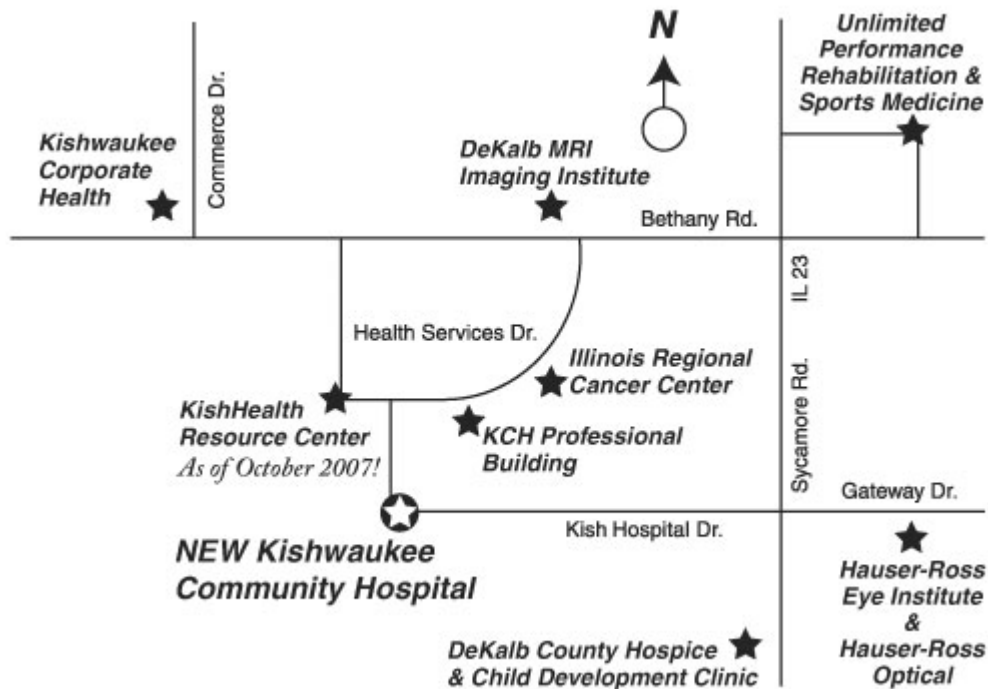 N
Unlimited
Performance
Rehabilitation &
Sports Medicine
Commerce Dr.
Kishwaukee
Corporate
Health
DeKalb MRI
Imaging Institute
Bethany Rd.
IL 23
Health Services Dr.
Illinois Regional
Cancer Center
KishHealth
Resource Center
As of October 2007!
KCH Professional
Building
Sycamore Rd.
Gateway Dr.
Kish Hospital Dr.
NEW Kishwaukee
Community Hospital
Hauser-Ross
Eye Institute
&
Hauser-Ross
Optical
DeKalb County Hospice
& Child Development Clinic